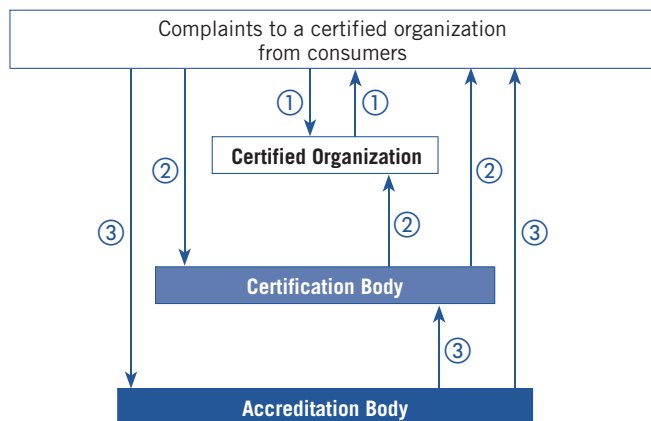 Complaints to a certified organization
from consumers
① ①
Certified Organization
② ② ②
③ ③
Certification Body
③
Accreditation Body